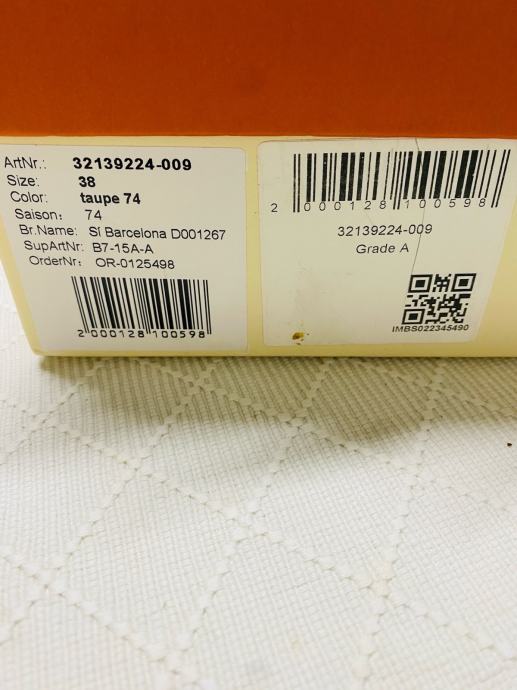 ArtNr.: 32139224-009
Size: 38
Color: taupe 74
Saison: 74
Br.Name: Sí Barcelona D001267
SupArtNr: B7-15A-A
OrderNr: OR-0125498
2 000128 100598
2 000128 100598
32139224-009
Grade A
IMBS022345490